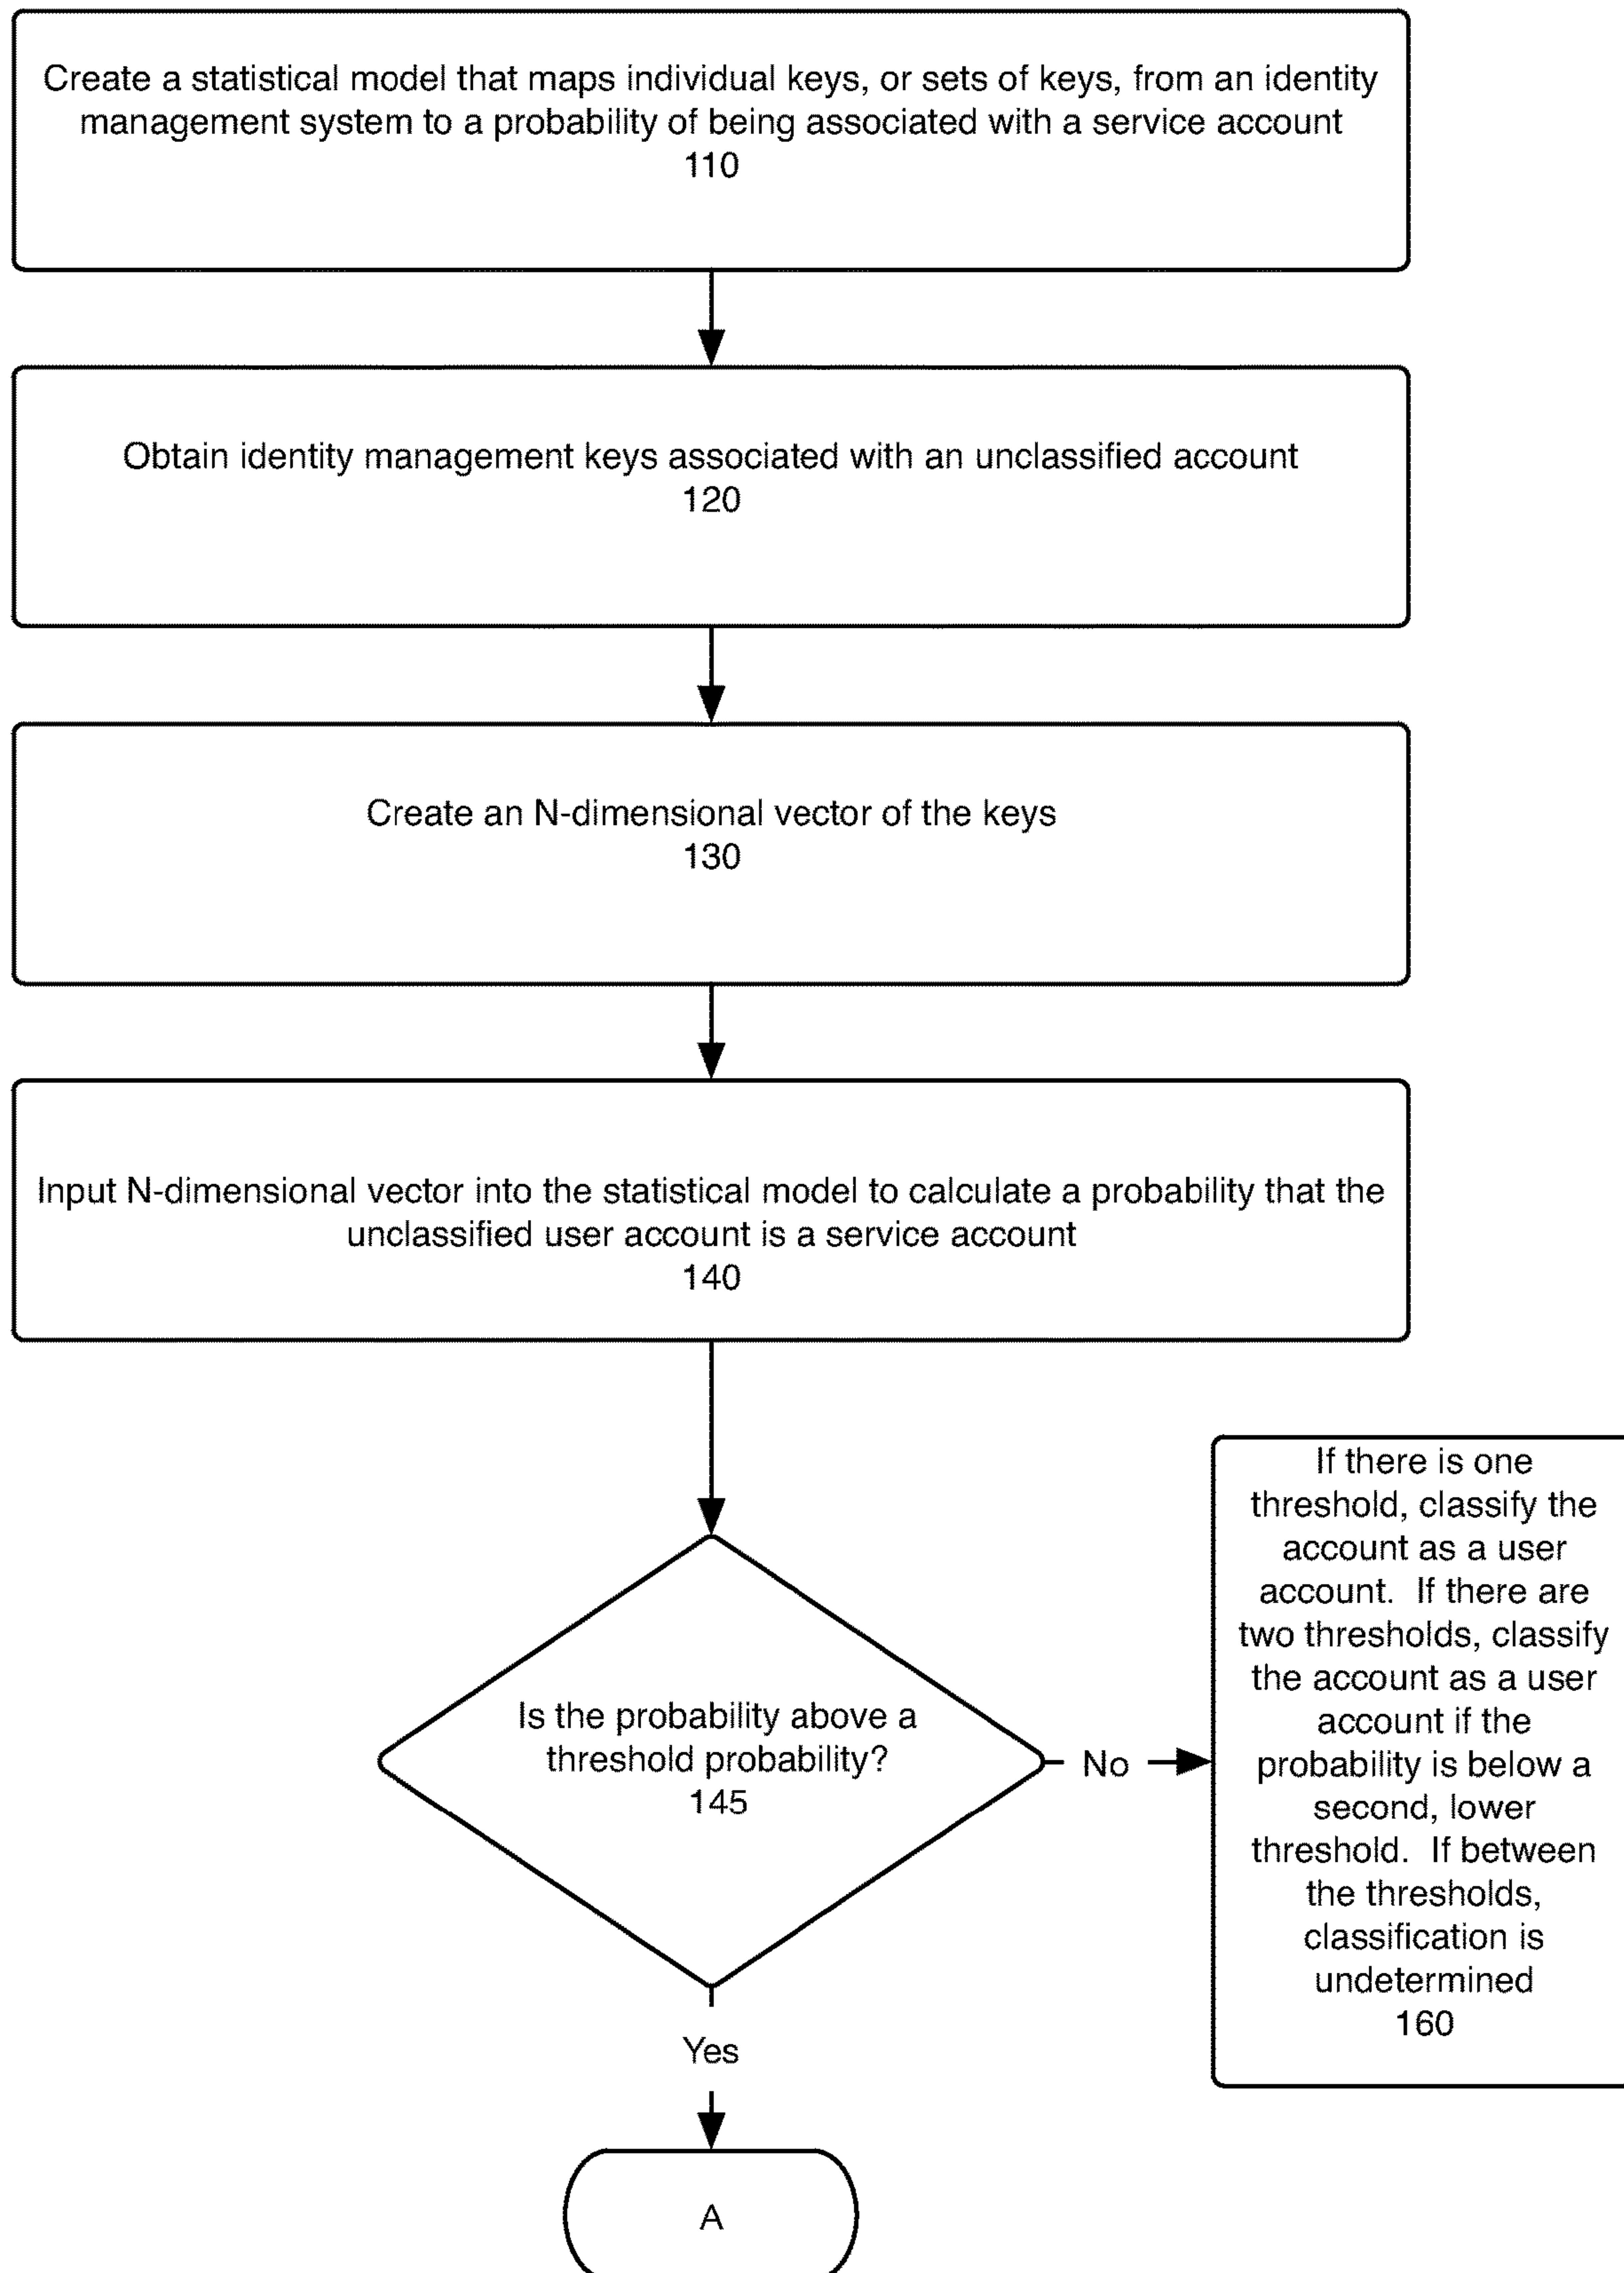 Create a statistical model that maps individual keys, or sets of keys, from an identity
management system to a probability of being associated with a service account
110
Obtain identity management keys associated with an unclassified account
120
Create an N-dimensional vector of the keys
130
Input N-dimensional vector into the statistical model to calculate a probability that the
unclassified user account is a service account
140
Is the probability above a
threshold probability?
145
No
If there is one
threshold, classify the
account as a user
account.  If there are
two thresholds, classify
the account as a user
account if the
probability is below a
second, lower
threshold.  If between
the thresholds,
classification is
undetermined
160
Yes
A